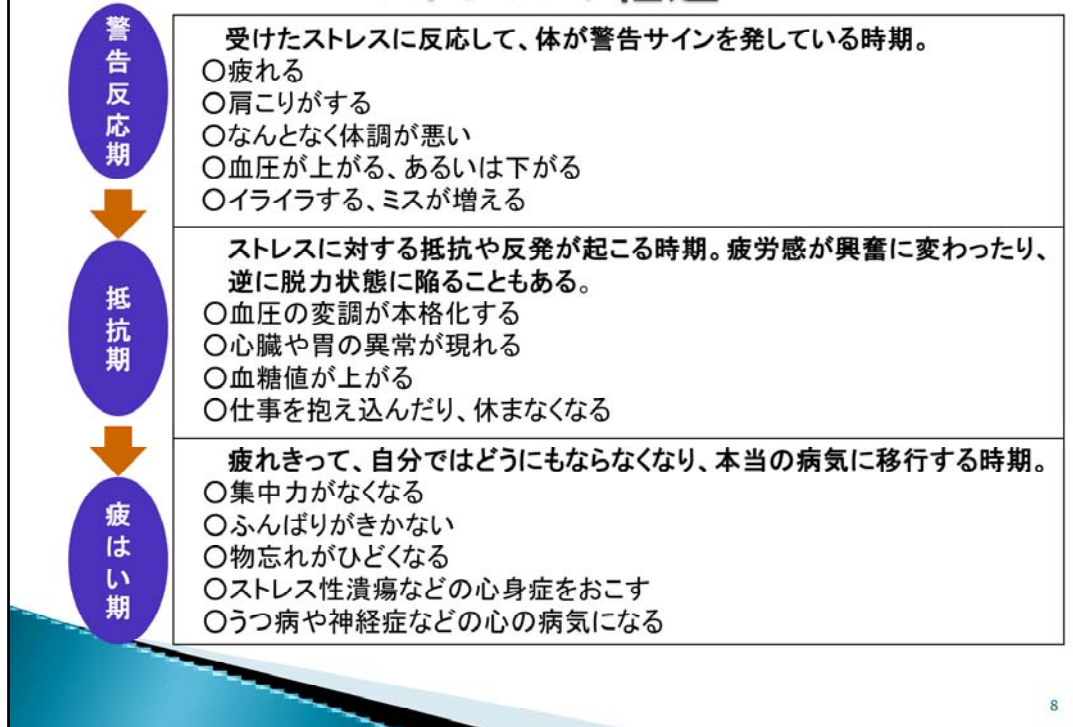 警告反応期
受けたストレスに反応して、体が警告サインを発している時期。
○疲れる
○肩こりがする
○なんとなく体調が悪い
○血圧が上がる、あるいは下がる
○イライラする、ミスが増える
抵抗期
ストレスに対する抵抗や反発が起こる時期。疲労感が興奮に変わったり、
逆に脱力状態に陥ることもある。
○血圧の変調が本格化する
○心臓や胃の異常が現れる
○血糖値が上がる
○仕事を抱え込んだり、休まなくなる
疲はい期
疲れきって、自分ではどうにもならなくなり、本当の病気に移行する時期。
○集中力がなくなる
○ふんばりがきかない
○物忘れがひどくなる
○ストレス性潰瘍などの心身症をおこす
○うつ病や神経症などの心の病気になる
8